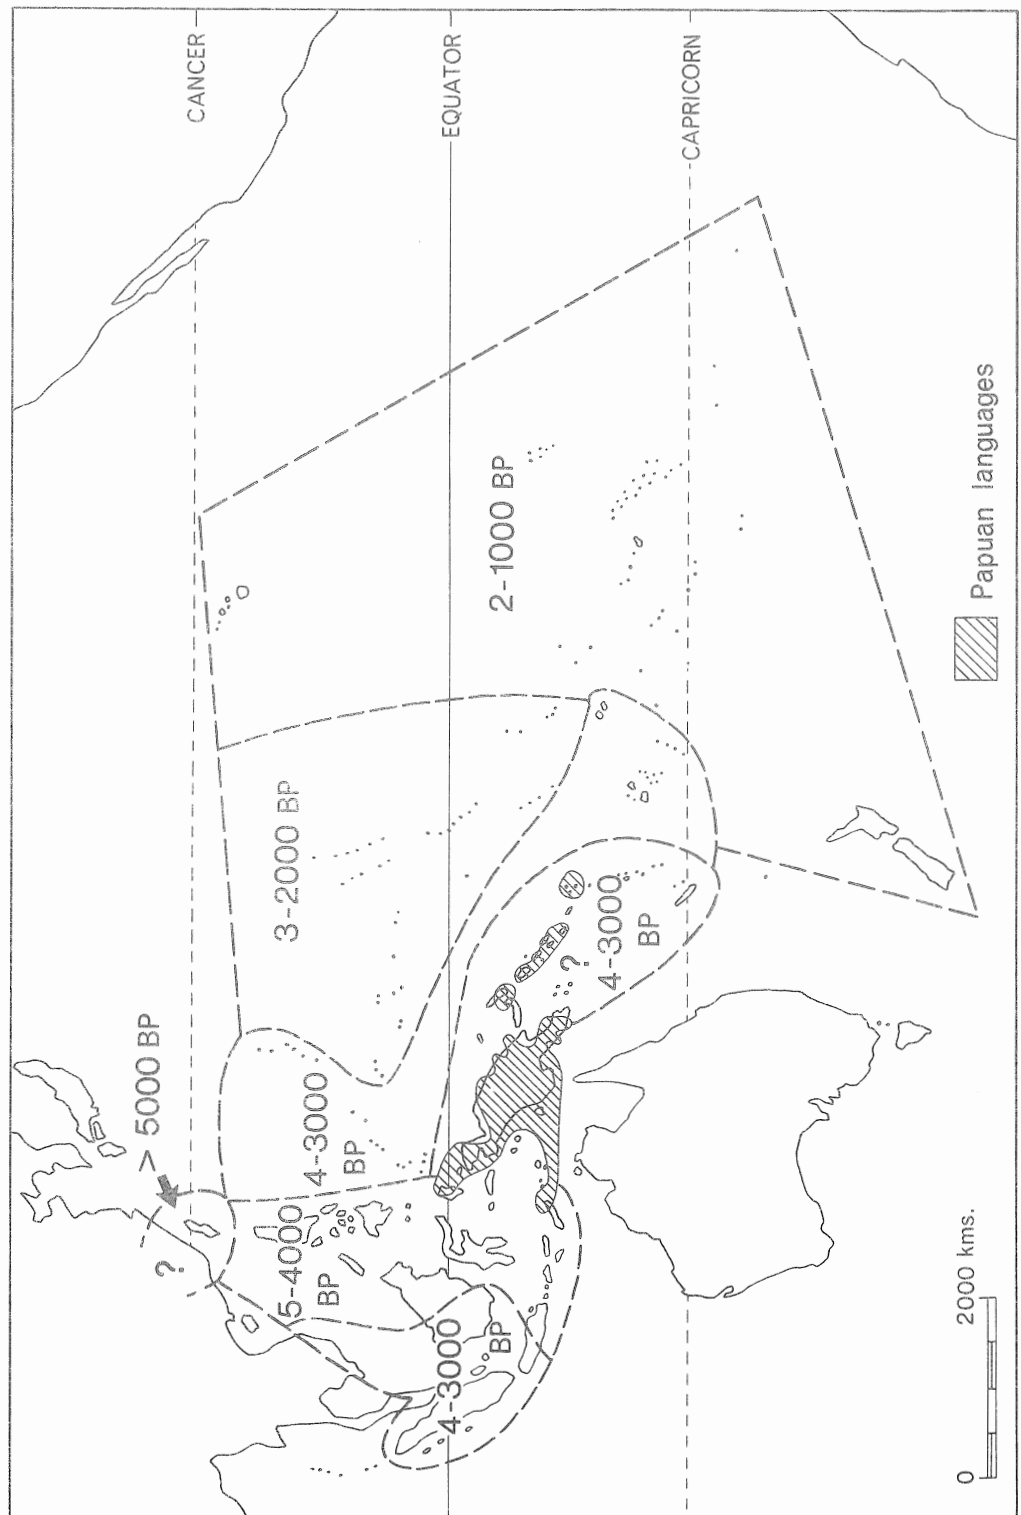 CANCER
EQUATOR
CAPRICORN
> 5000 BP
?
5-4000
BP
4-3000
BP
4-3000
BP
3-2000 BP
2-1000 BP
?
4-3000
BP
Papuan languages
0 2000 kms.